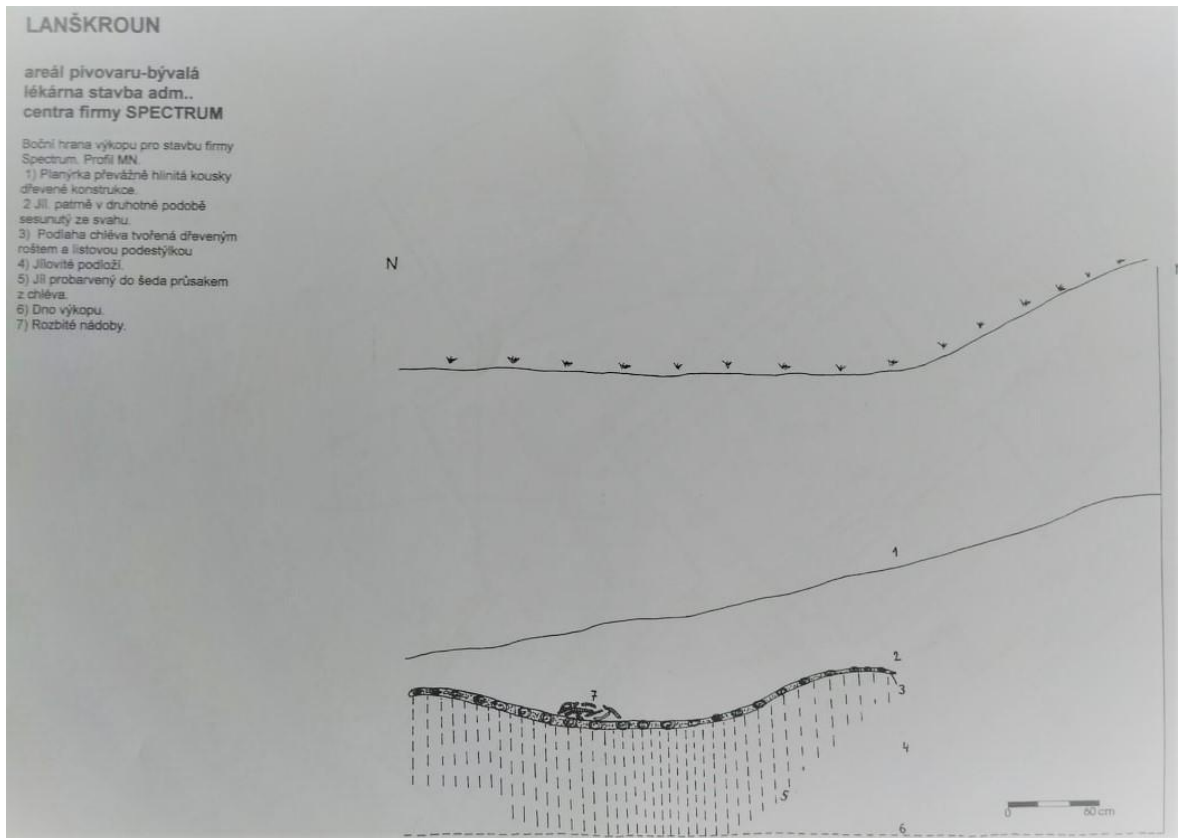 LANŠKROUN
areál pivovaru-bývalá
lékárna stavba adm..
centra firmy SPECTRUM
Boční hrana výkopu pro stavbu firmy
Spectrum. Profil MN.
1) Planýrka převážně hlinitá kousky
dřevené konstrukce.
2 Jíl. patrně v druhotné podobě
sesunutý ze svahu.
3) Podlaha chléva tvořená dřeveným
roštem a listovou podestýlkou
4) Jílovité podloží.
5) Jíl probarvený do šeda průsakem
z chléva.
6) Dno výkopu.
7) Rozbité nádoby.
N
1
2
7
3
4
5
0 60 cm
6